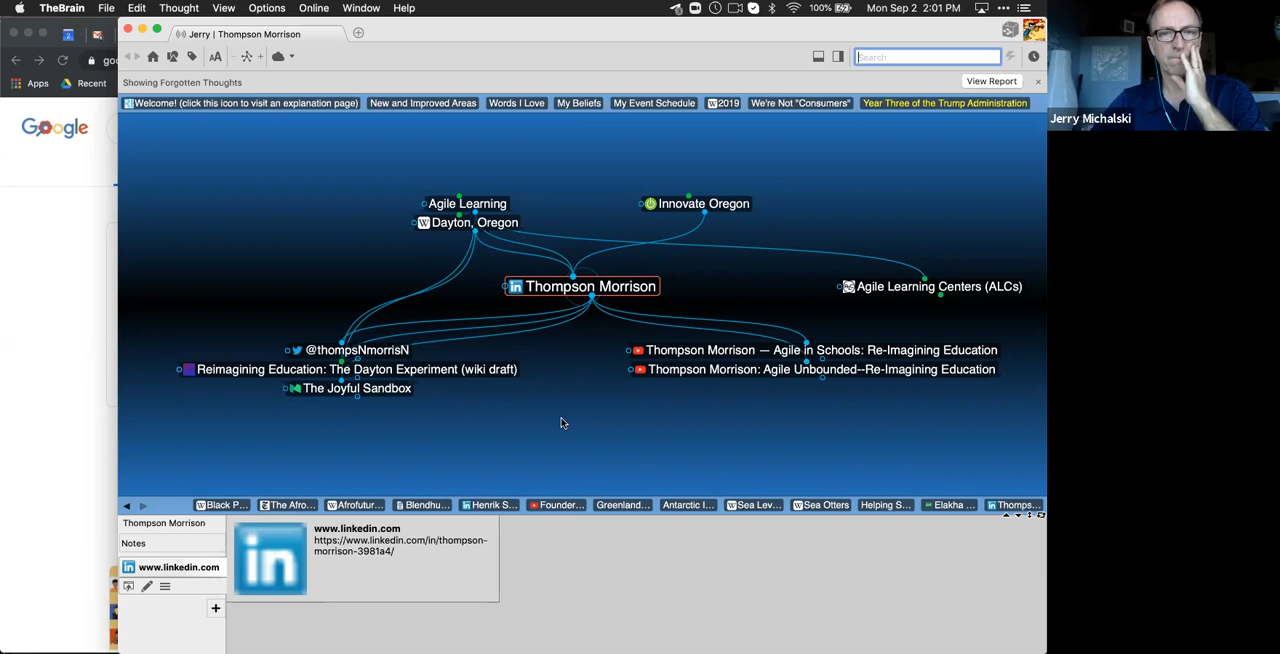 TheBrain File Edit Thought View Options Online Window Help
100% Mon Sep 2 2:01 PM
Jerry | Thompson Morrison
goo
AA
Search
Apps Recent
Showing Forgotten Thoughts
View Report
Welcome! (click this icon to visit an explanation page) New and Improved Areas Words I Love My Beliefs My Event Schedule 2019 We're Not "Consumers" Year Three of the Trump Administration
Jerry Michalski
Google
Agile Learning
Innovate Oregon
Dayton, Oregon
Thompson Morrison
Agile Learning Centers (ALCs)
@thompsNmorrisN
Thompson Morrison — Agile in Schools: Re-Imagining Education
Reimagining Education: The Dayton Experiment (wiki draft)
Thompson Morrison: Agile Unbounded--Re-Imagining Education
The Joyful Sandbox
Black P... The Afro... Afrofutur... Blendhu... Henrik S... Founder... Greenland... Antarctic I... Sea Lev... Sea Otters Helping S... Elakha ... Thomps...
Thompson Morrison
Notes
www.linkedin.com
in
www.linkedin.com
https://www.linkedin.com/in/thompson-
morrison-3981a4/